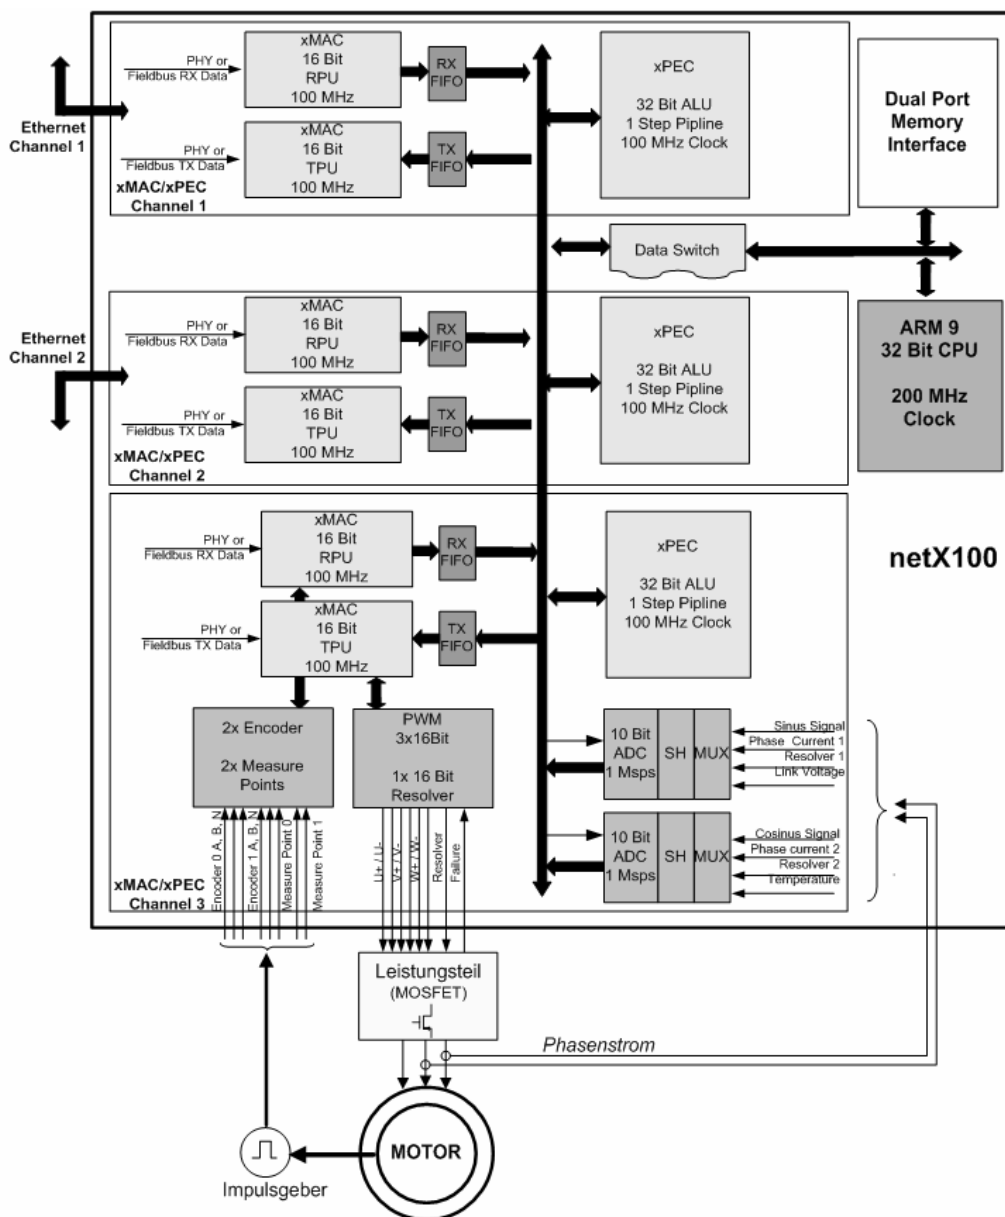 xMAC
16 Bit
RPU
100 MHz
PHY or
Fieldbus RX Data
RX
FIFO
xPEC
32 Bit ALU
1 Step Pipline
100 MHz Clock
Dual Port
Memory
Interface
Ethernet
Channel 1
xMAC
16 Bit
TPU
100 MHz
PHY or
Fieldbus TX Data
TX
FIFO
xMAC/xPEC
Channel 1
Data Switch
xMAC
16 Bit
RPU
100 MHz
PHY or
Fieldbus RX Data
RX
FIFO
xPEC
32 Bit ALU
1 Step Pipline
100 MHz Clock
ARM 9
32 Bit CPU
200 MHz
Clock
Ethernet
Channel 2
xMAC
16 Bit
TPU
100 MHz
PHY or
Fieldbus TX Data
TX
FIFO
xMAC/xPEC
Channel 2
xMAC
16 Bit
RPU
100 MHz
PHY or
Fieldbus RX Data
RX
FIFO
xPEC
32 Bit ALU
1 Step Pipline
100 MHz Clock
netX100
xMAC
16 Bit
TPU
100 MHz
PHY or
Fieldbus TX Data
TX
FIFO
2x Encoder
2x Measure
Points
PWM
3x16Bit
1x 16 Bit
Resolver
10 Bit
ADC
1 Msps
SH
MUX
Sinus Signal
Phase Current 1
Resolver 1
Link Voltage
10 Bit
ADC
1 Msps
SH
MUX
Cosinus Signal
Phase current 2
Resolver 2
Temperature
xMAC/xPEC
Channel 3
Encoder 0 A, B, N
Encoder 1 A, B, N
Measure Point 0
Measure Point 1
U+ / U-
V+ / V-
W+ / W-
Resolver
Failure
Leistungsteil
(MOSFET)
Phasenstrom
MOTOR
Impulsgeber